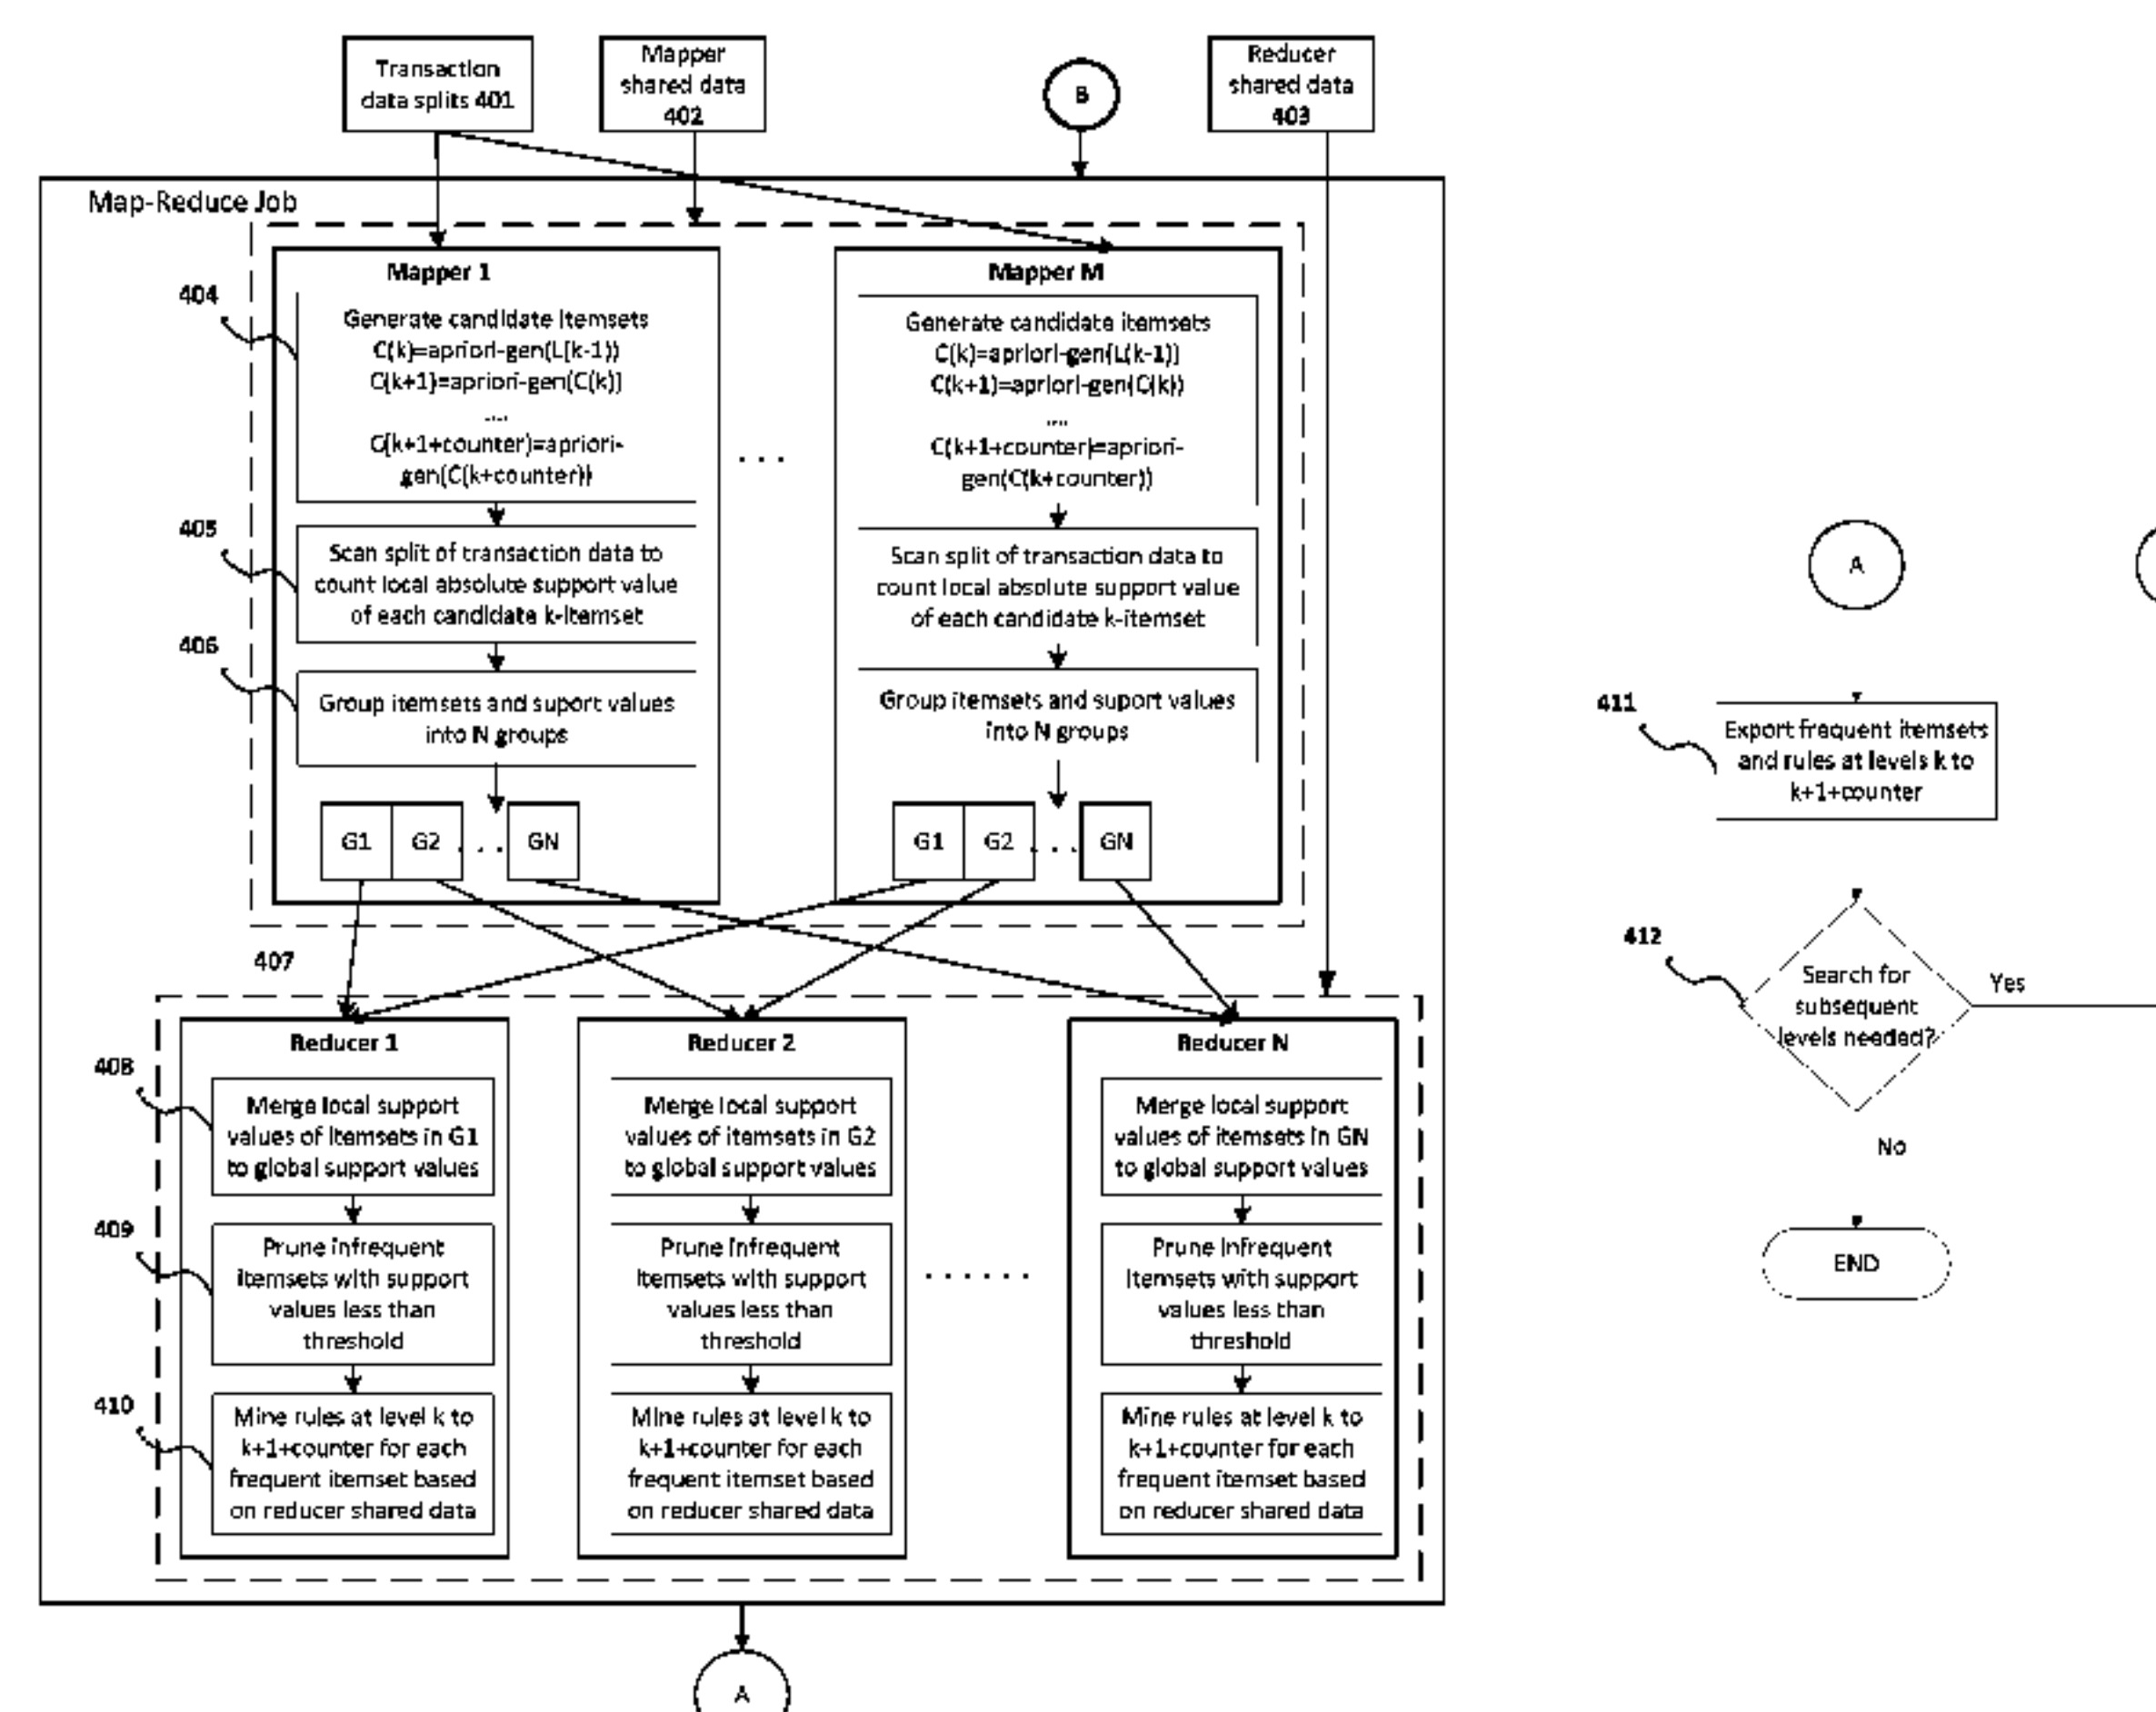 Transaction
data splits 401
Mapper
shared data
402
B
Reducer
shared data
403
Map-Reduce Job
404
Mapper 1
Generate candidate itemsets
C(k)=apriori-gen(L(k-1))
C(k+1)=apriori-gen(C(k))
....
C(k+1+counter)=apriori-
gen(C(k+counter))
405
Scan split of transaction data to
count local absolute support value
of each candidate k-itemset
406
Group itemsets and suport values
into N groups
G1
G2
. . .
GN
. . .
Mapper M
Generate candidate itemsets
C(k)=apriori-gen(L(k-1))
C(k+1)=apriori-gen(C(k))
....
C(k+1+counter)=apriori-
gen(C(k+counter))
Scan split of transaction data to
count local absolute support value
of each candidate k-itemset
Group itemsets and suport values
into N groups
G1
G2
. . .
GN
407
Reducer 1
408
Merge local support
values of itemsets in G1
to global support values
409
Prune infrequent
itemsets with support
values less than
threshold
410
Mine rules at level k to
k+1+counter for each
frequent itemset based
on reducer shared data
Reducer 2
Merge local support
values of itemsets in G2
to global support values
Prune infrequent
itemsets with support
values less than
threshold
Mine rules at level k to
k+1+counter for each
frequent itemset based
on reducer shared data
. . . . . .
Reducer N
Merge local support
values of itemsets in GN
to global support values
Prune infrequent
itemsets with support
values less than
threshold
Mine rules at level k to
k+1+counter for each
frequent itemset based
on reducer shared data
A
A
411
Export frequent itemsets
and rules at levels k to
k+1+counter
412
Search for
subsequent
levels needed?
Yes
No
END